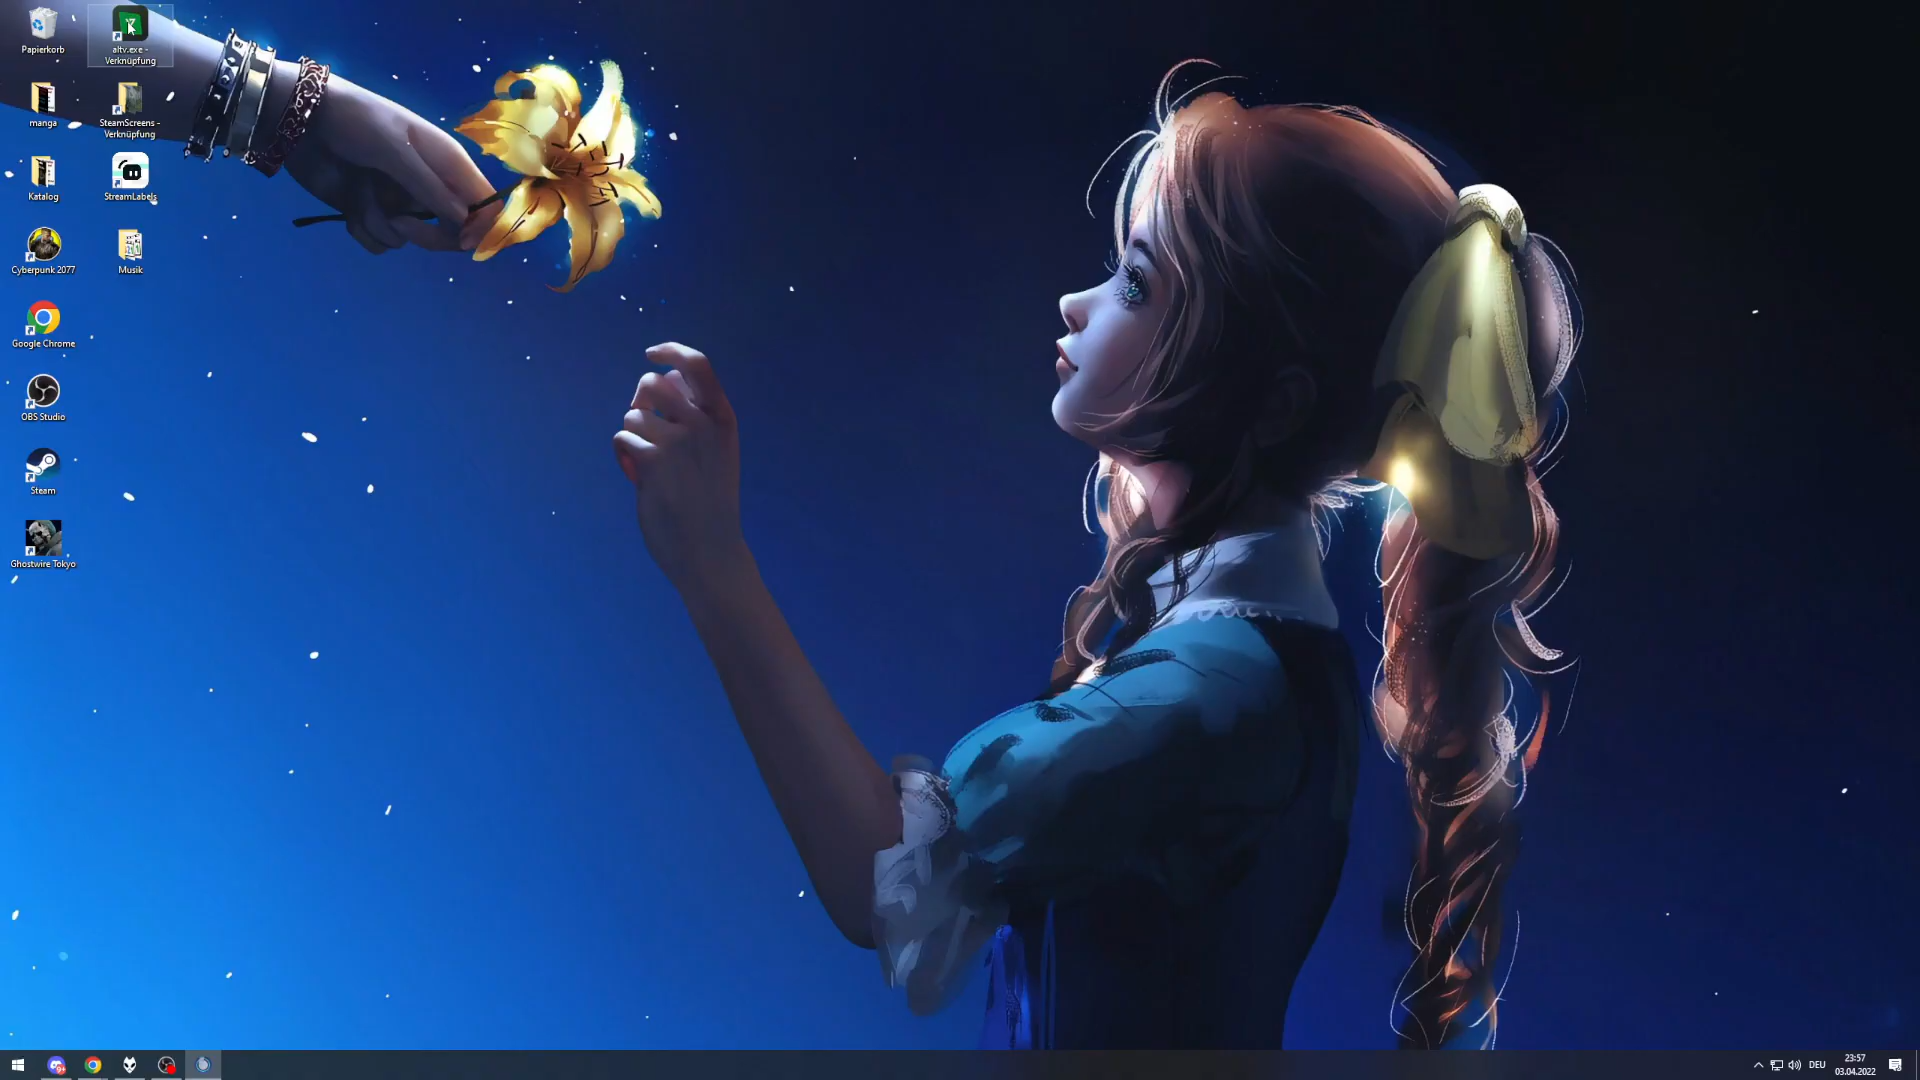 Papierkorb
altv.exe -
Verknüpfung
manga
SteamScreens -
Verknüpfung
Katalog
StreamLabels
Cyberpunk 2077
Musik
Google Chrome
OBS Studio
Steam
Ghostwire Tokyo
9+
DEU
23:57
03.04.2022